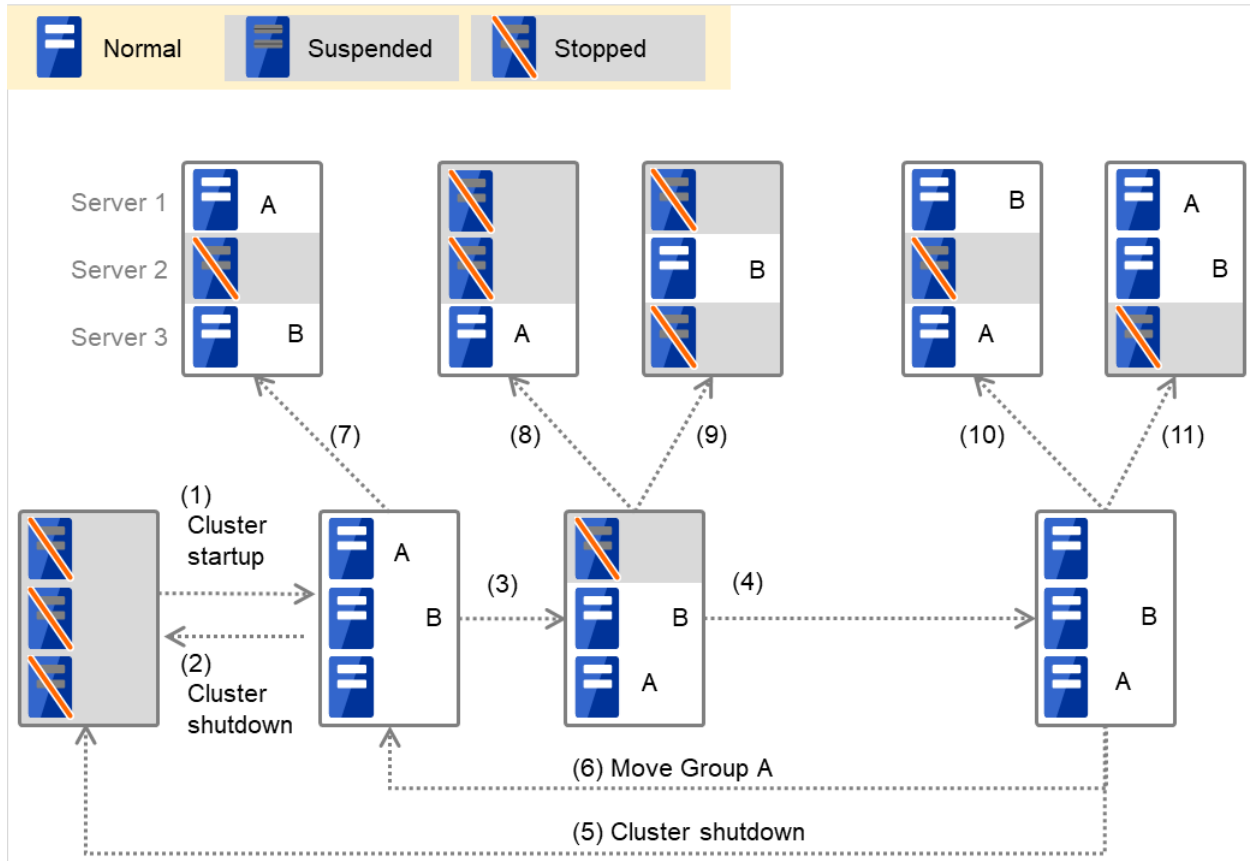 Normal
Suspended
Stopped
Server 1
Server 2
Server 3
A
B
A
B
B
A
A
B
(7)
(8)
(9)
(10)
(11)
(1)
Cluster
startup
(2)
Cluster
shutdown
A
B
(3)
B
A
(4)
B
A
(6) Move Group A
(5) Cluster shutdown